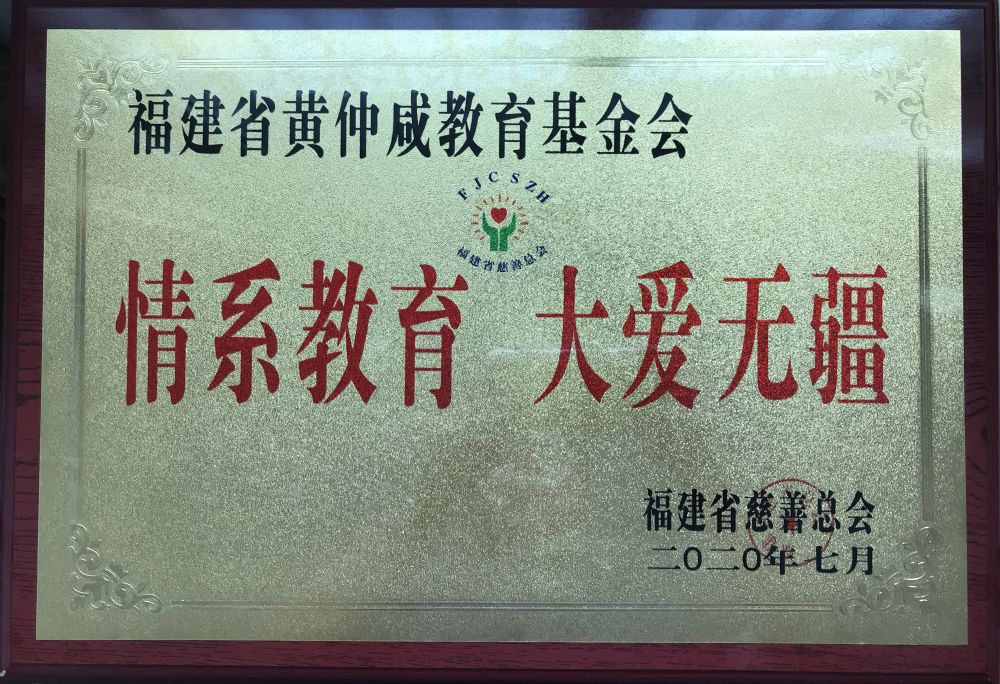 福建省黄仲咸教育基金会
FJCSZH
福建省慈善总会
情系教育 大爱无疆
福建省慈善总会
二〇二〇年七月